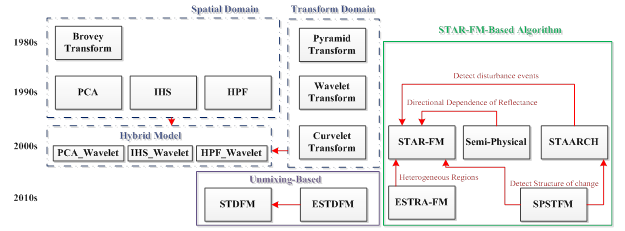 Spatial Domain
Transform Domain
STAR-FM-Based Algorithm
1980s
Brovey
Transform
Pyramid
Transform
1990s
PCA
IHS
HPF
Wavelet
Transform
Detect disturbance events
Directional Dependence of Reflectance
2000s
Hybrid Model
PCA_Wavelet
IHS_Wavelet
HPF_Wavelet
Curvelet
Transform
STAR-FM
Semi-Physical
STAARCH
Heterogeneous Regions
Detect Structure of change
2010s
Unmixing-Based
STDFM
ESTDFM
ESTRA-FM
SPSTFM